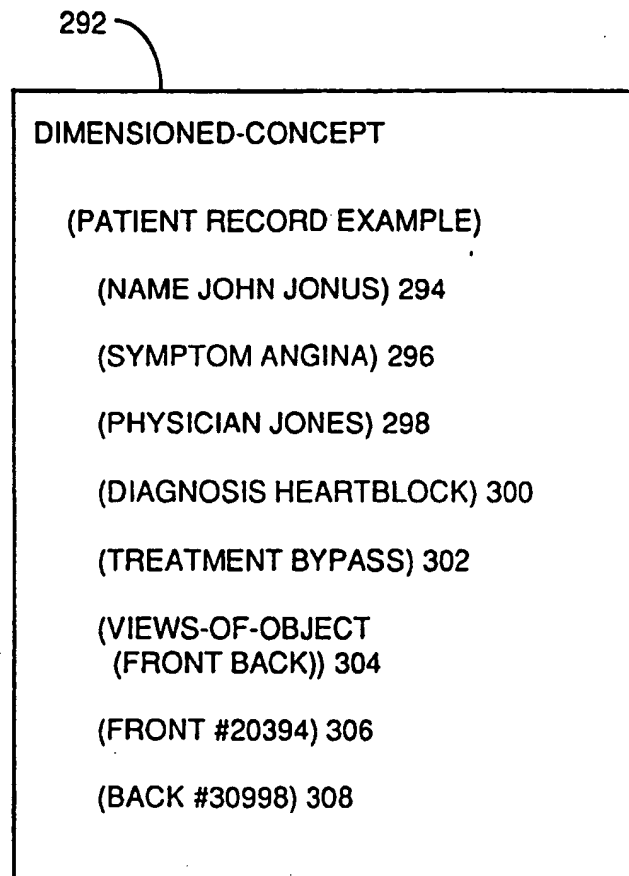 292
DIMENSIONED-CONCEPT
(PATIENT RECORD EXAMPLE)
(NAME JOHN JONUS) 294
(SYMPTOM ANGINA) 296
(PHYSICIAN JONES) 298
(DIAGNOSIS HEARTBLOCK) 300
(TREATMENT BYPASS) 302
(VIEWS-OF-OBJECT
(FRONT BACK)) 304
(FRONT #20394) 306
(BACK #30998) 308